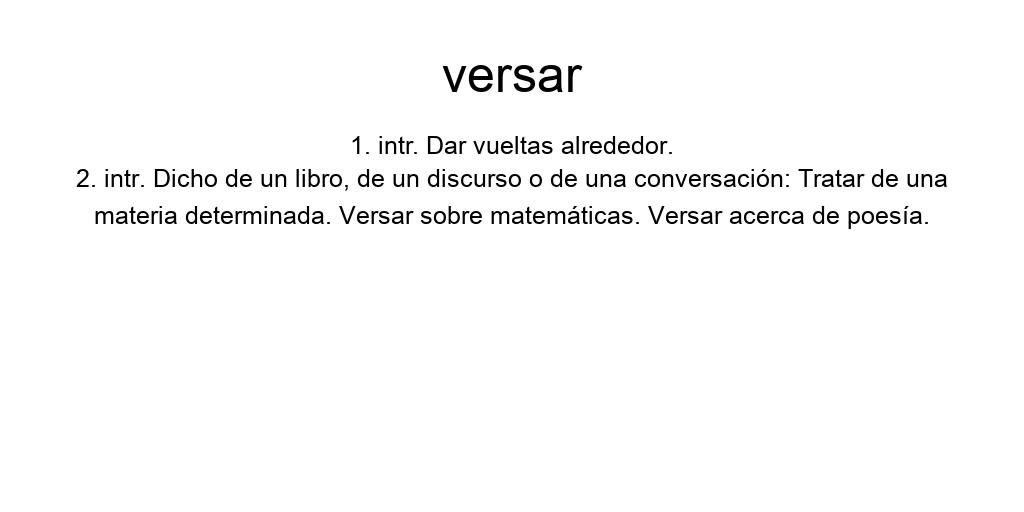 versar
1. intr. Dar vueltas alrededor.
2. intr. Dicho de un libro, de un discurso o de una conversación: Tratar de una
materia determinada. Versar sobre matemáticas. Versar acerca de poesía.